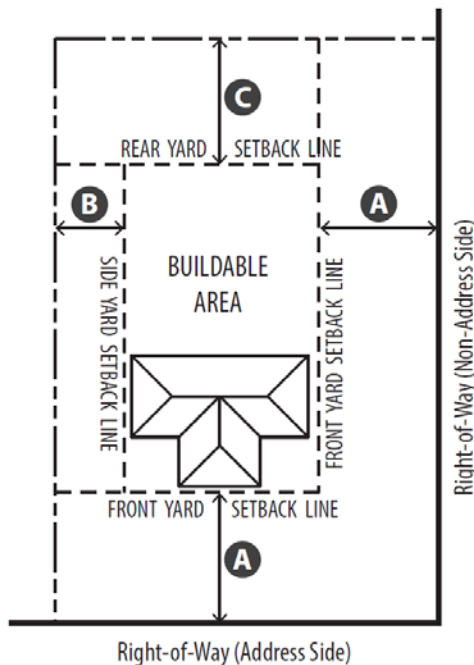 C
REAR YARD SETBACK LINE
B
A
BUILDABLE
AREA
SIDE YARD SETBACK LINE
FRONT YARD SETBACK LINE
Right-of-Way (Non-Address Side)
FRONT YARD SETBACK LINE
A
Right-of-Way (Address Side)